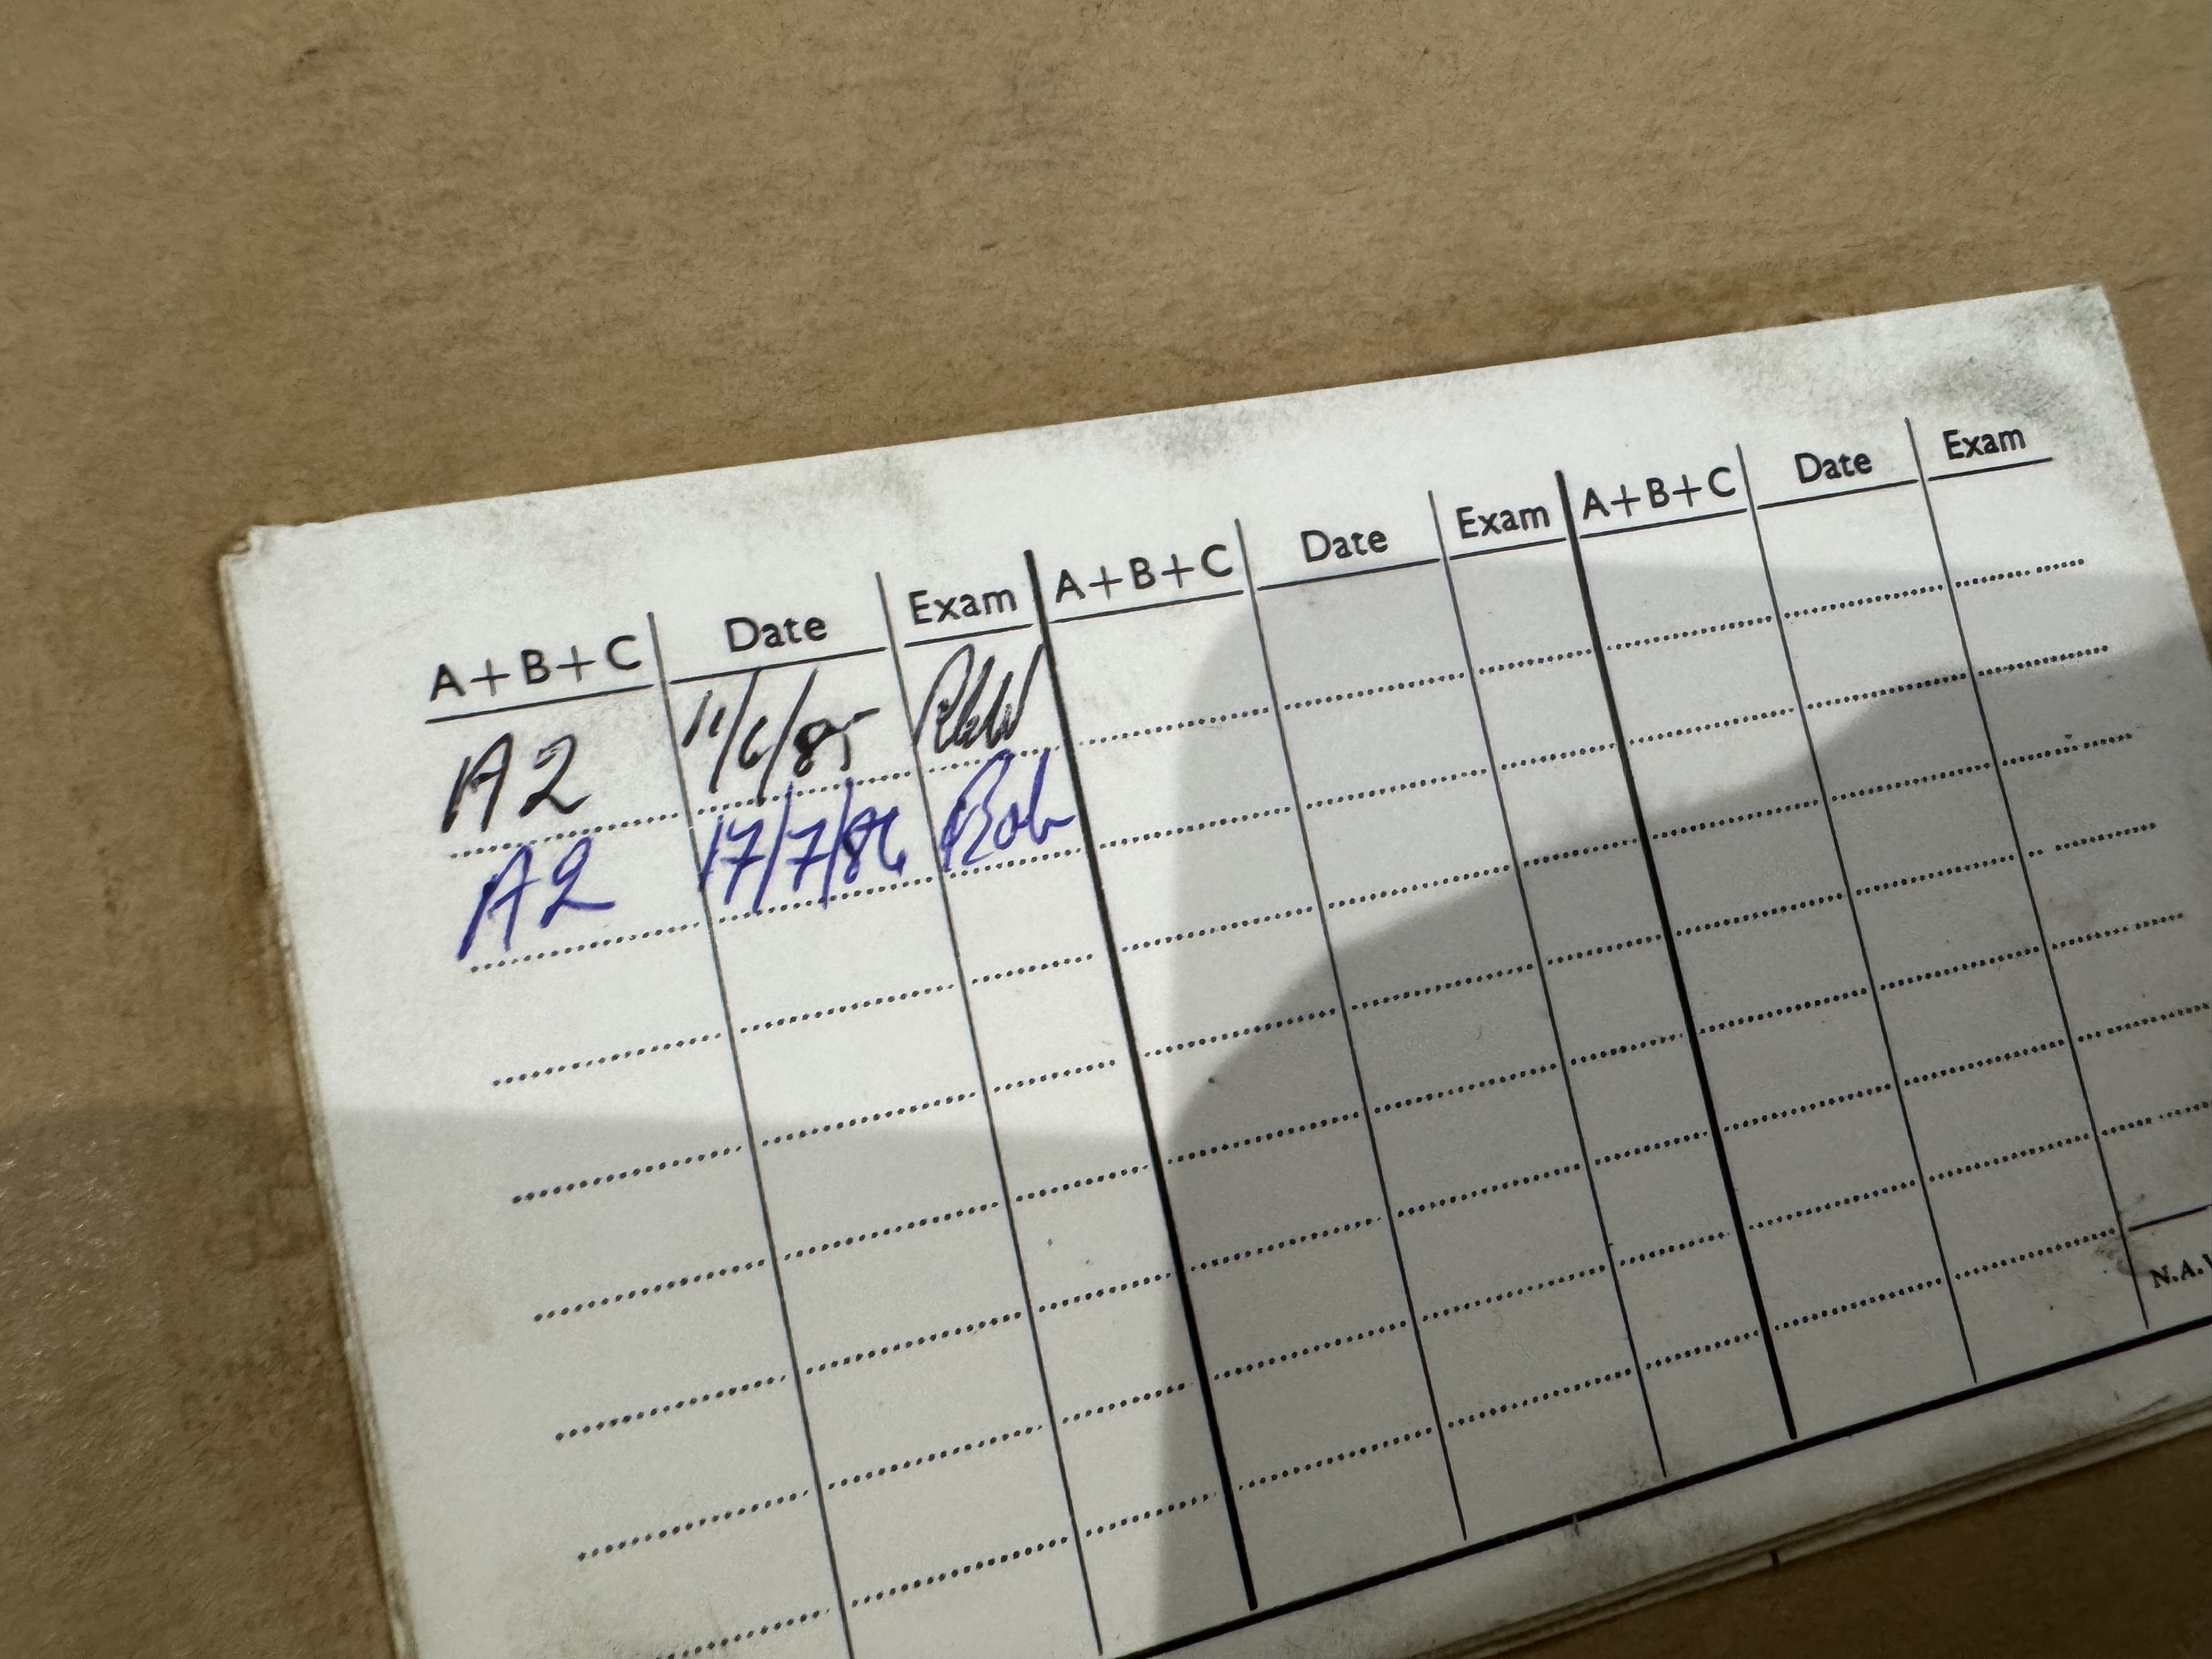 A+B+C Date Exam A+B+C Date Exam A+B+C Date Exam
A2 11/6/85
A2 17/7/86 Bob
N.A.